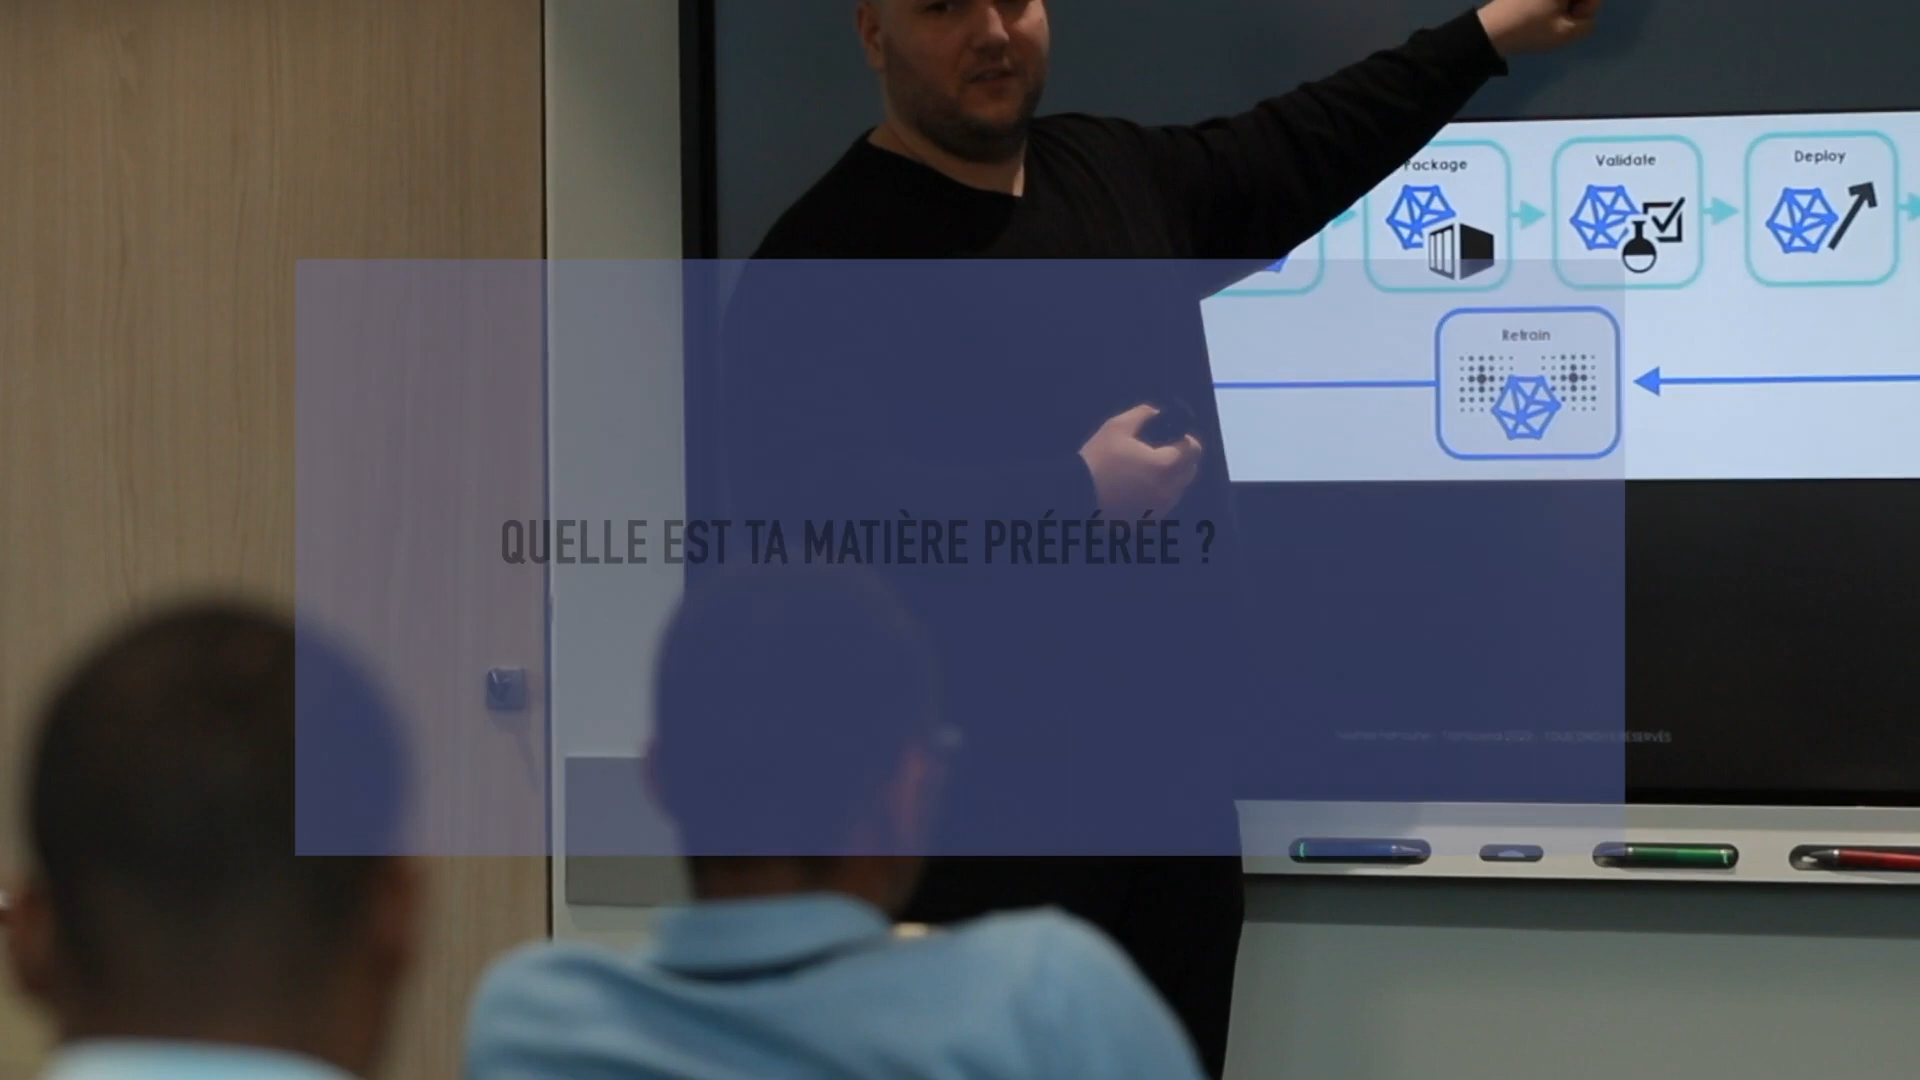 Package
Validate
Deploy
Retrain
QUELLE EST TA MATIÈRE PRÉFÉRÉE ?